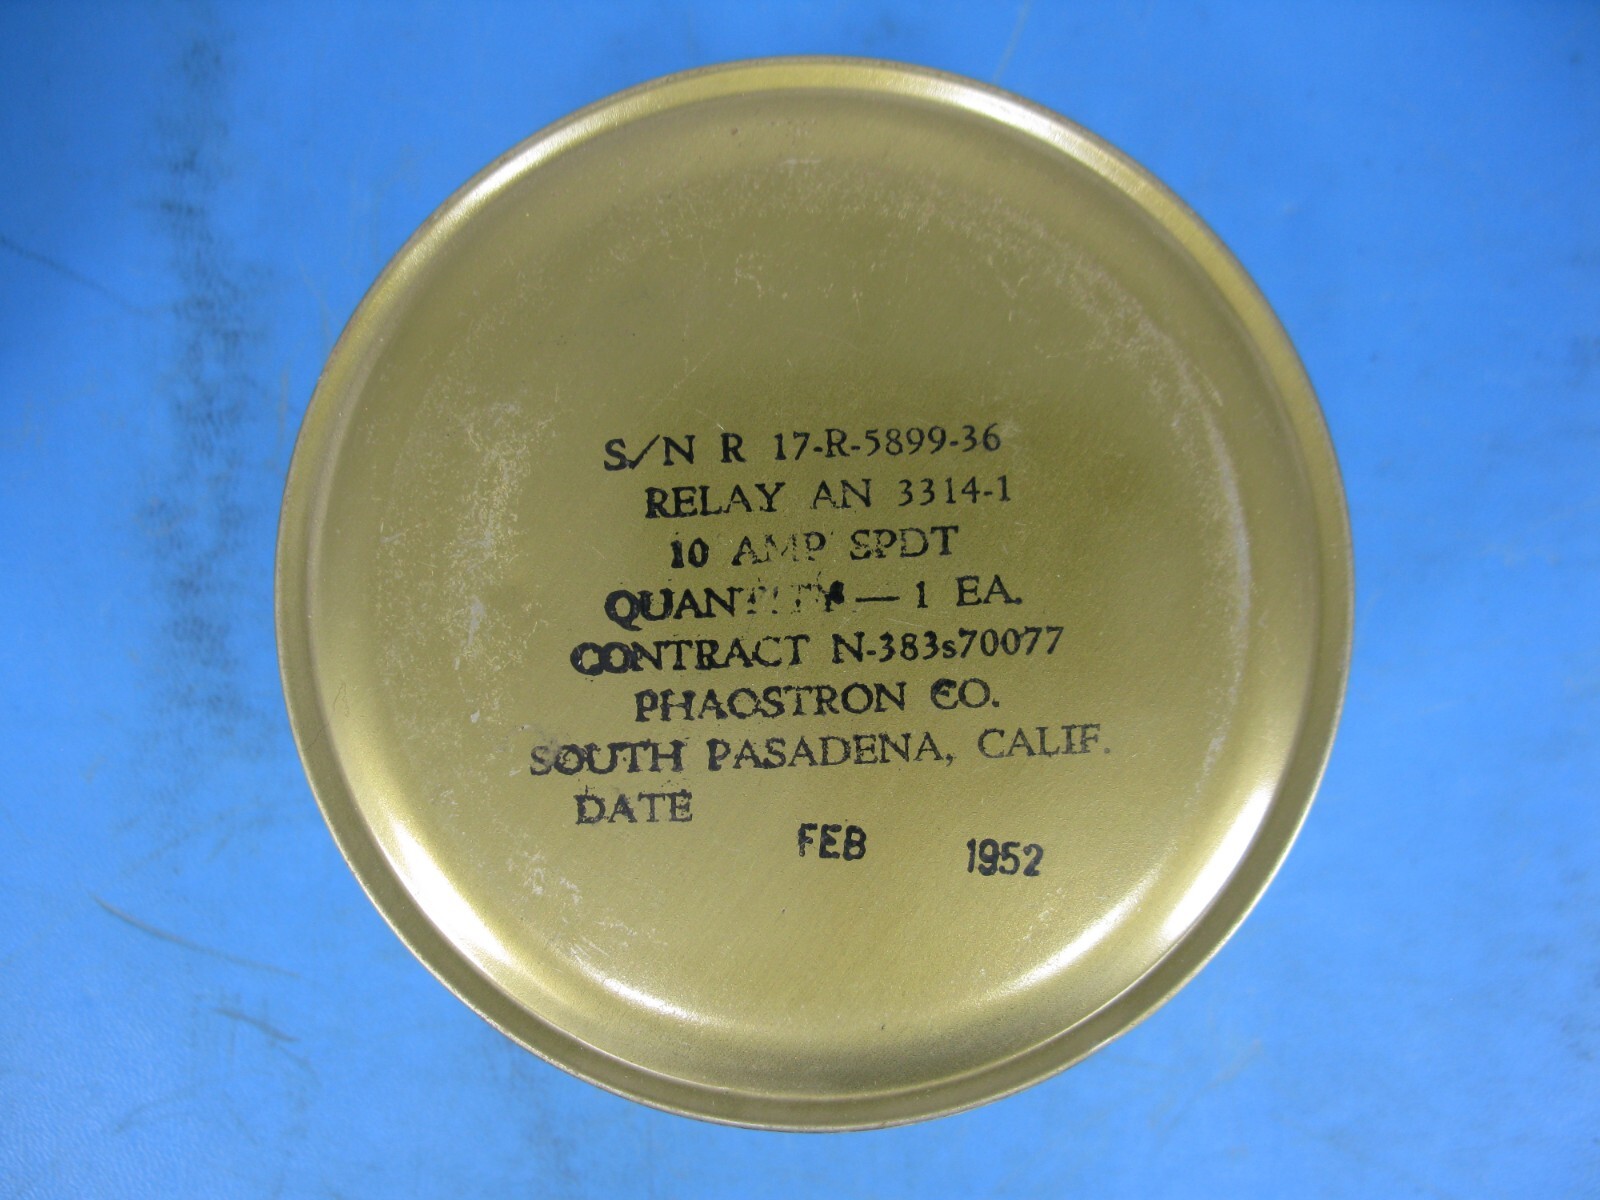 S/N R 17-R-5899-36
RELAY AN 3314-1
10 AMP SPDT
QUANTITY — 1 EA.
CONTRACT N-383s70077
PHAOSTRON CO.
SOUTH PASADENA, CALIF.
DATE
FEB 1952